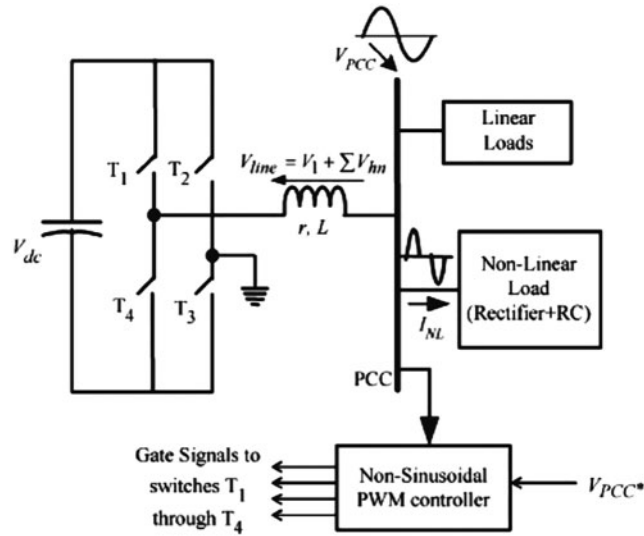 V_PCC
Linear
Loads
T_1
T_2
V_line = V_1 + ∑ V_hn
r, L
V_dc
T_4
T_3
Non-Linear
Load
(Rectifier+RC)
I_NL
PCC
Gate Signals to
switches T_1
through T_4
Non-Sinusoidal
PWM controller
V_PCC*